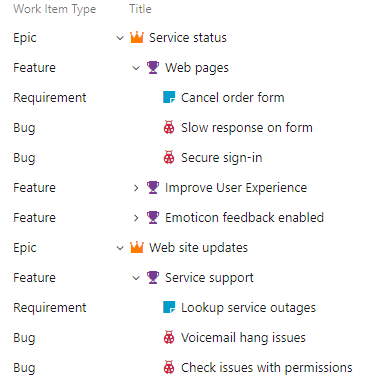 Work Item Type Title
Epic Service status
Feature Web pages
Requirement Cancel order form
Bug Slow response on form
Bug Secure sign-in
Feature Improve User Experience
Feature Emoticon feedback enabled
Epic Web site updates
Feature Service support
Requirement Lookup service outages
Bug Voicemail hang issues
Bug Check issues with permissions